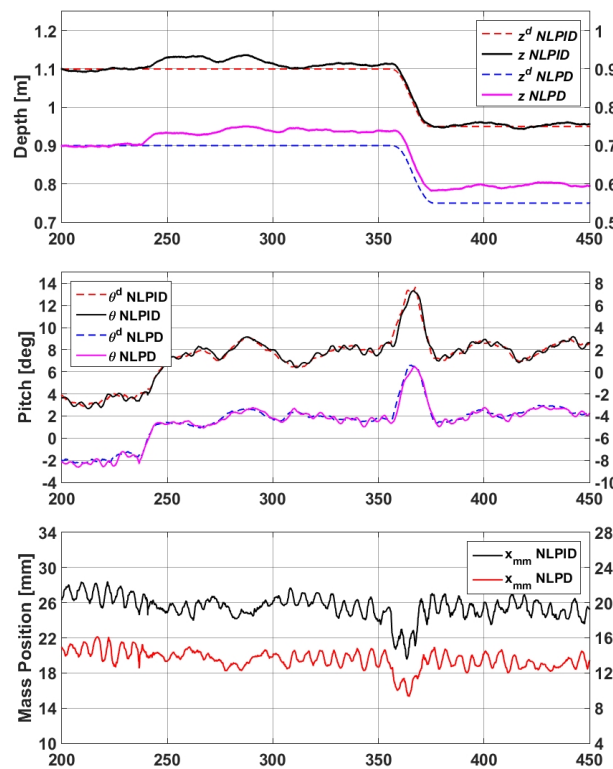 1.2
1.1
1
0.9
0.8
0.7
Depth [m]
1
0.9
0.8
0.7
0.6
0.5
z^d NLPID
z NLPID
z^d NLPD
z NLPD
200 250 300 350 400 450
14
12
10
8
6
4
2
0
-2
-4
Pitch [deg]
8
6
4
2
0
-2
-4
-6
-8
-10
θ^d NLPID
θ NLPID
θ^d NLPD
θ NLPD
200 250 300 350 400 450
34
30
26
22
18
14
10
Mass Position [mm]
28
24
20
16
12
8
4
x_mm NLPID
x_mm NLPD
200 250 300 350 400 450